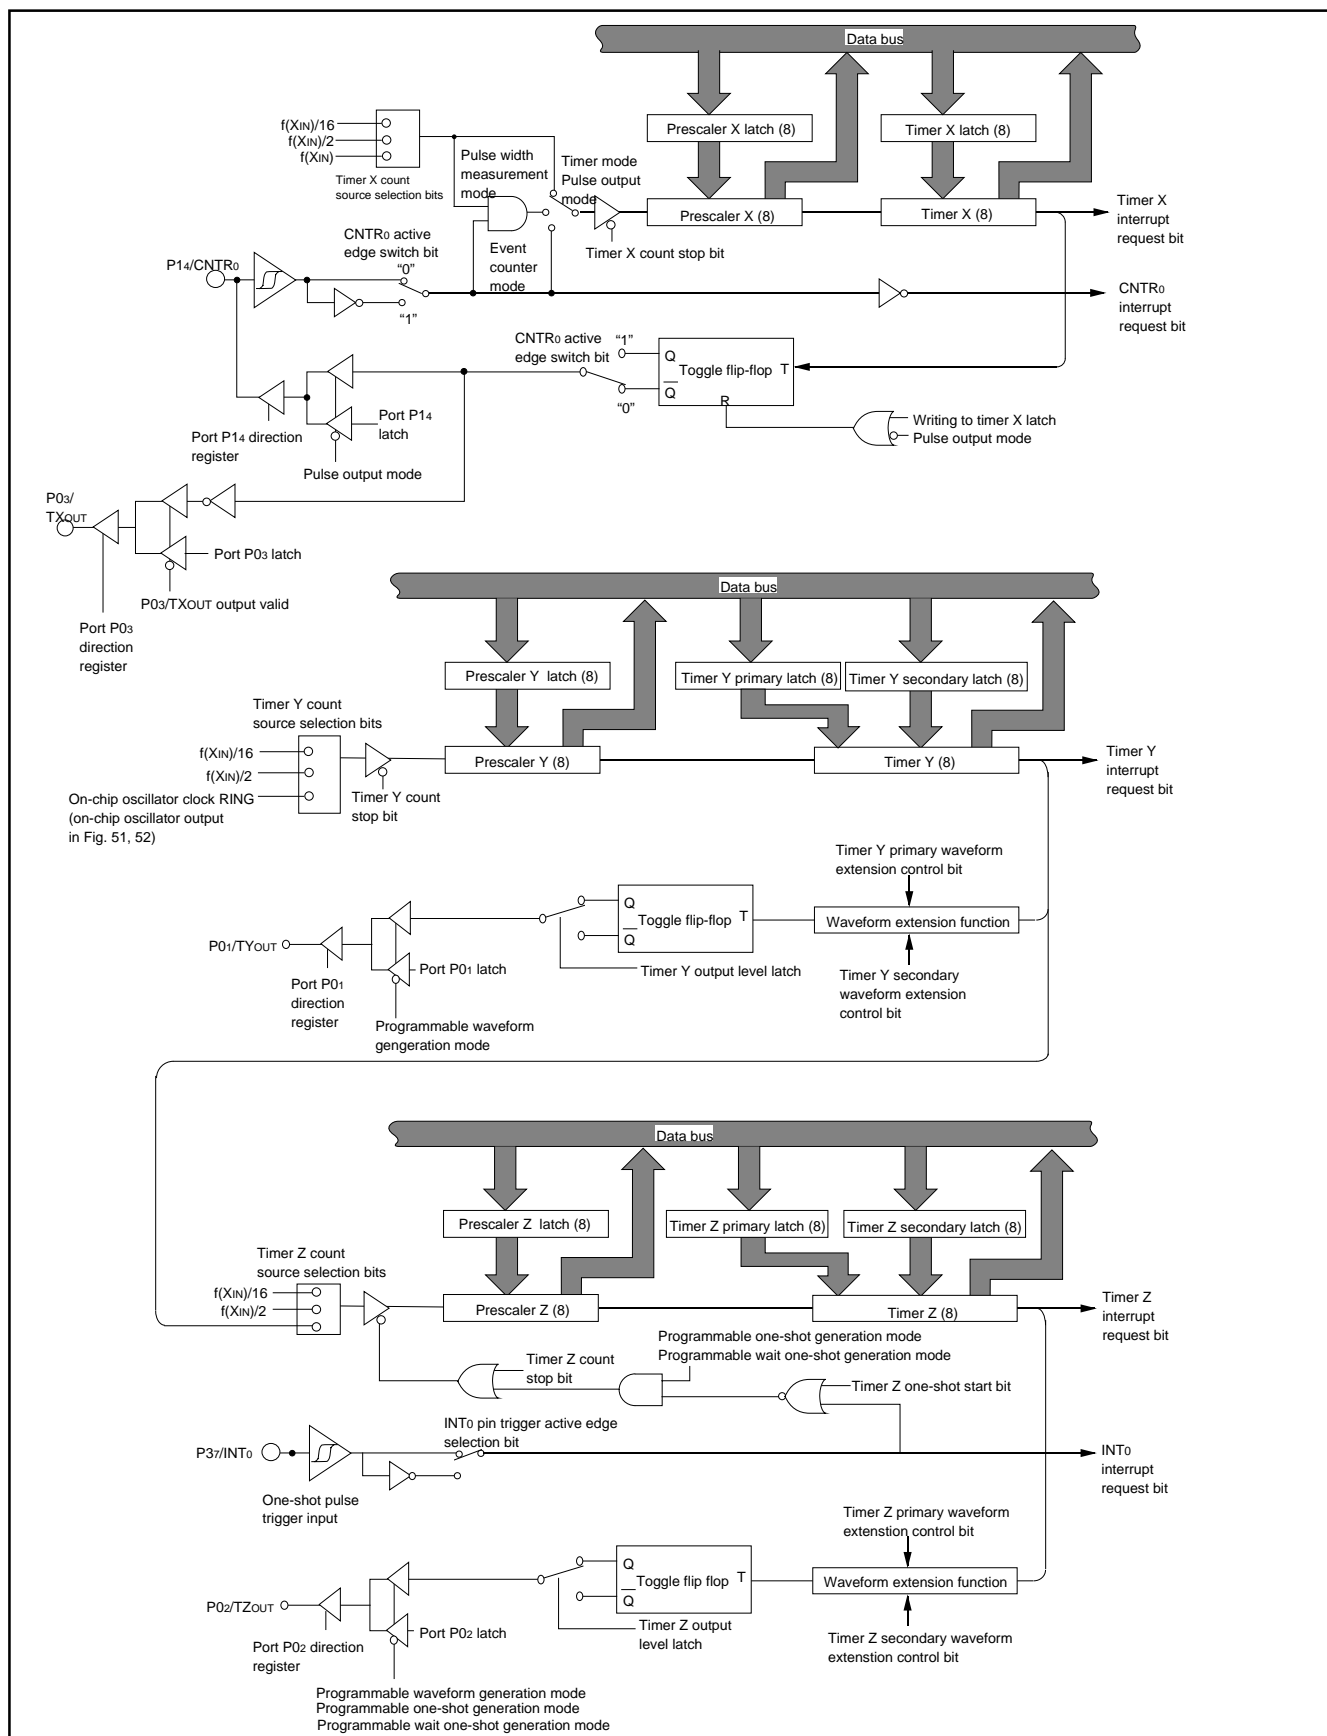 Data bus
f(XIN)/16
f(XIN)/2
f(XIN)
Timer X count
source selection bits
Pulse width
measurement
mode
Timer mode
Pulse output
mode
Prescaler X latch (8)
Timer X latch (8)
Prescaler X (8)
Timer X (8)
Timer X
interrupt
request bit
Timer X count stop bit
CNTR0 active
edge switch bit
Event
counter
mode
P14/CNTR0
“0”
“1”
CNTR0
interrupt
request bit
CNTR0 active
edge switch bit
“1”
“0”
Q
Toggle flip-flop
T
Q
R
Writing to timer X latch
Pulse output mode
Port P14
latch
Port P14 direction
register
Pulse output mode
P03/
TXOUT
Port P03 latch
P03/TXOUT output valid
Port P03
direction
register
Data bus
Prescaler Y latch (8)
Timer Y primary latch (8)
Timer Y secondary latch (8)
Timer Y count
source selection bits
f(XIN)/16
f(XIN)/2
On-chip oscillator clock RING
(on-chip oscillator output
in Fig. 51, 52)
Timer Y count
stop bit
Prescaler Y (8)
Timer Y (8)
Timer Y
interrupt
request bit
Timer Y primary waveform
extension control bit
Waveform extension function
Timer Y secondary
waveform extension
control bit
Q
Toggle flip-flop
T
Q
Timer Y output level latch
P01/TYOUT
Port P01 latch
Port P01
direction
register
Programmable waveform
gengeration mode
Data bus
Prescaler Z latch (8)
Timer Z primary latch (8)
Timer Z secondary latch (8)
Timer Z count
source selection bits
f(XIN)/16
f(XIN)/2
Prescaler Z (8)
Timer Z (8)
Timer Z
interrupt
request bit
Programmable one-shot generation mode
Programmable wait one-shot generation mode
Timer Z count
stop bit
Timer Z one-shot start bit
INT0 pin trigger active edge
selection bit
P37/INT0
INT0
interrupt
request bit
One-shot pulse
trigger input
Timer Z primary waveform
extenstion control bit
Waveform extension function
Timer Z secondary waveform
extenstion control bit
Q
Toggle flip flop
T
Q
Timer Z output
level latch
P02/TZOUT
Port P02 latch
Port P02 direction
register
Programmable waveform generation mode
Programmable one-shot generation mode
Programmable wait one-shot generation mode